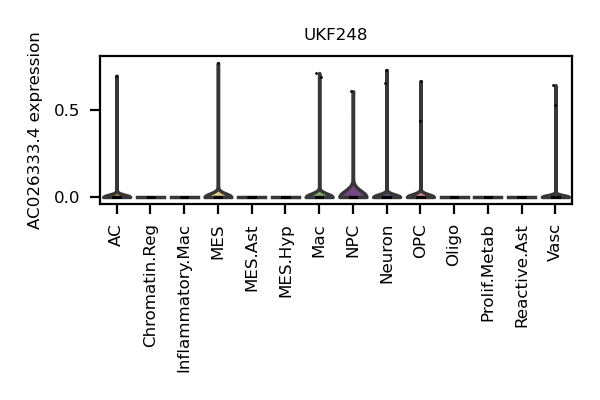 UKF248
AC026333.4 expression
0.5
0.0
AC
Chromatin.Reg
Inflammatory.Mac
MES
MES.Ast
MES.Hyp
Mac
NPC
Neuron
OPC
Oligo
Prolif.Metab
Reactive.Ast
Vasc